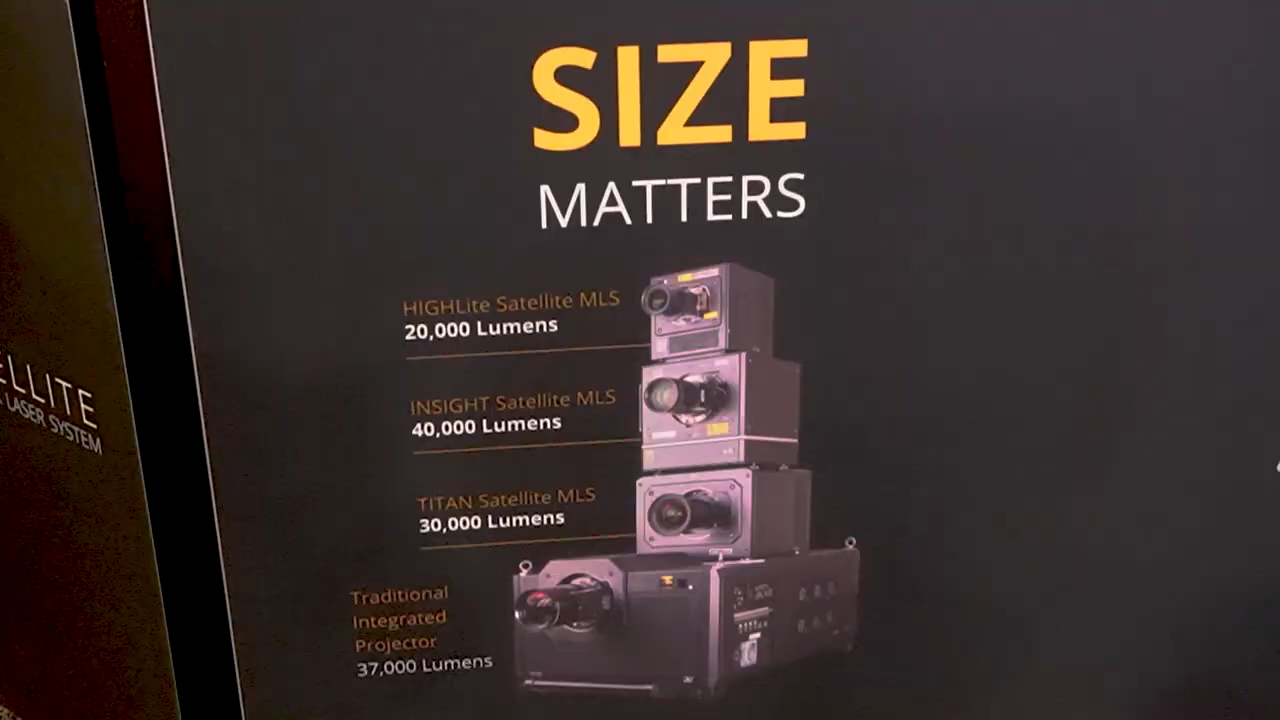 SIZE
MATTERS
HIGHLite Satellite MLS
20,000 Lumens
INSIGHT Satellite MLS
40,000 Lumens
TITAN Satellite MLS
30,000 Lumens
Traditional
Integrated
Projector
37,000 Lumens
ELLITE
LASER SYSTEM